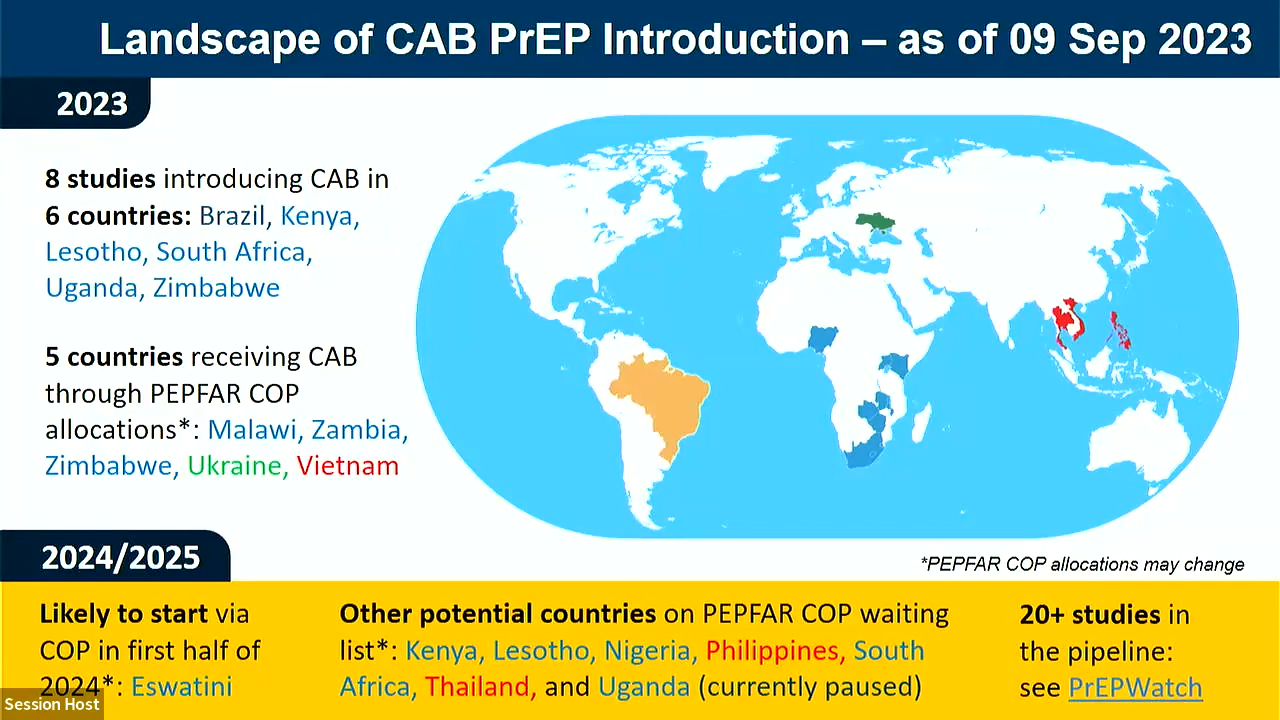 Landscape of CAB PrEP Introduction – as of 09 Sep 2023
2023
8 studies introducing CAB in
6 countries: Brazil, Kenya,
Lesotho, South Africa,
Uganda, Zimbabwe
5 countries receiving CAB
through PEPFAR COP
allocations*: Malawi, Zambia,
Zimbabwe, Ukraine, Vietnam
*PEPFAR COP allocations may change
2024/2025
Likely to start via
COP in first half of
2024*: Eswatini
Other potential countries on PEPFAR COP waiting
list*: Kenya, Lesotho, Nigeria, Philippines, South
Africa, Thailand, and Uganda (currently paused)
20+ studies in
the pipeline:
see PrEPWatch
Session Host